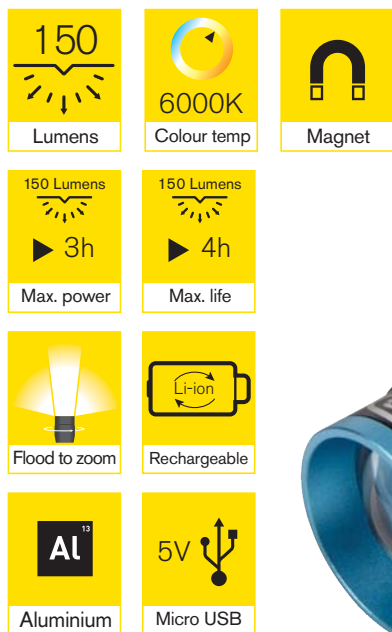 150
Lumens
6000K
Colour temp
Magnet
150 Lumens
3h
Max. power
150 Lumens
4h
Max. life
Flood to zoom
Li-ion
Rechargeable
13
Al
Aluminium
5V
Micro USB